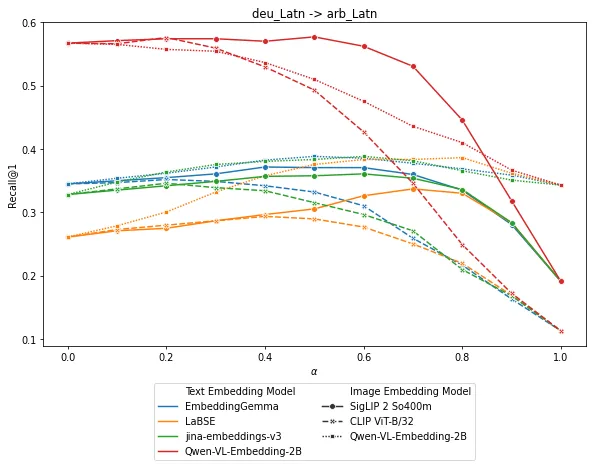 deu_Latn -> arb_Latn
Recall@1
0.6
0.5
0.4
0.3
0.2
0.1
0.0 0.2 0.4 0.6 0.8 1.0
α
Text Embedding Model Image Embedding Model
EmbeddingGemma SigLIP 2 So400m
LaBSE CLIP ViT-B/32
jina-embeddings-v3 Qwen-VL-Embedding-2B
Qwen-VL-Embedding-2B